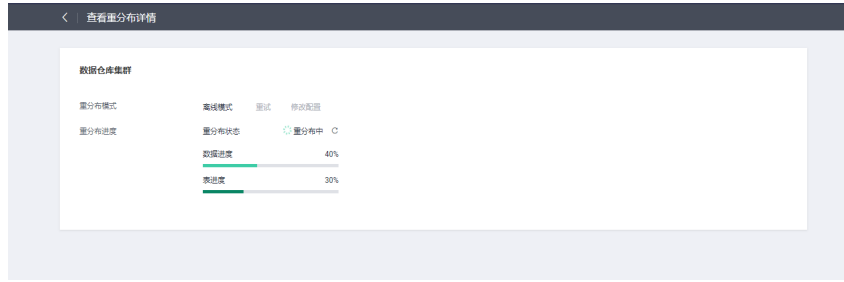 查看重分布详情
数据仓库集群
重分布模式 离线模式 重试 修改配置
重分布进度 重分布状态 重分布中
数据进度 40%
表进度 30%